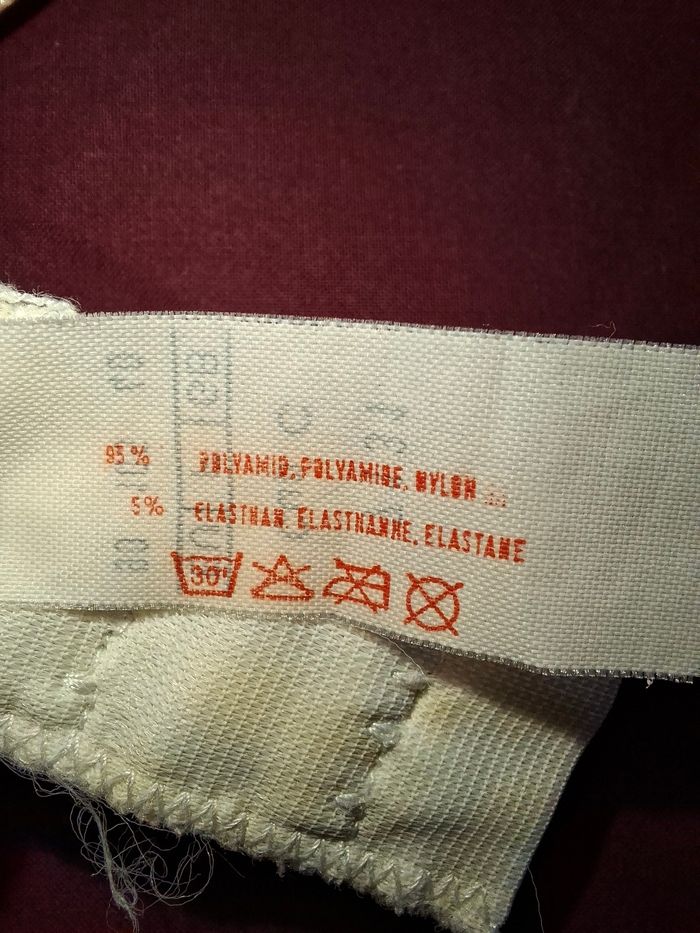 95% POLYAMID, POLYAMIDE, NYLON
5% ELASTHAN, ELASTHANNE, ELASTANE
30°